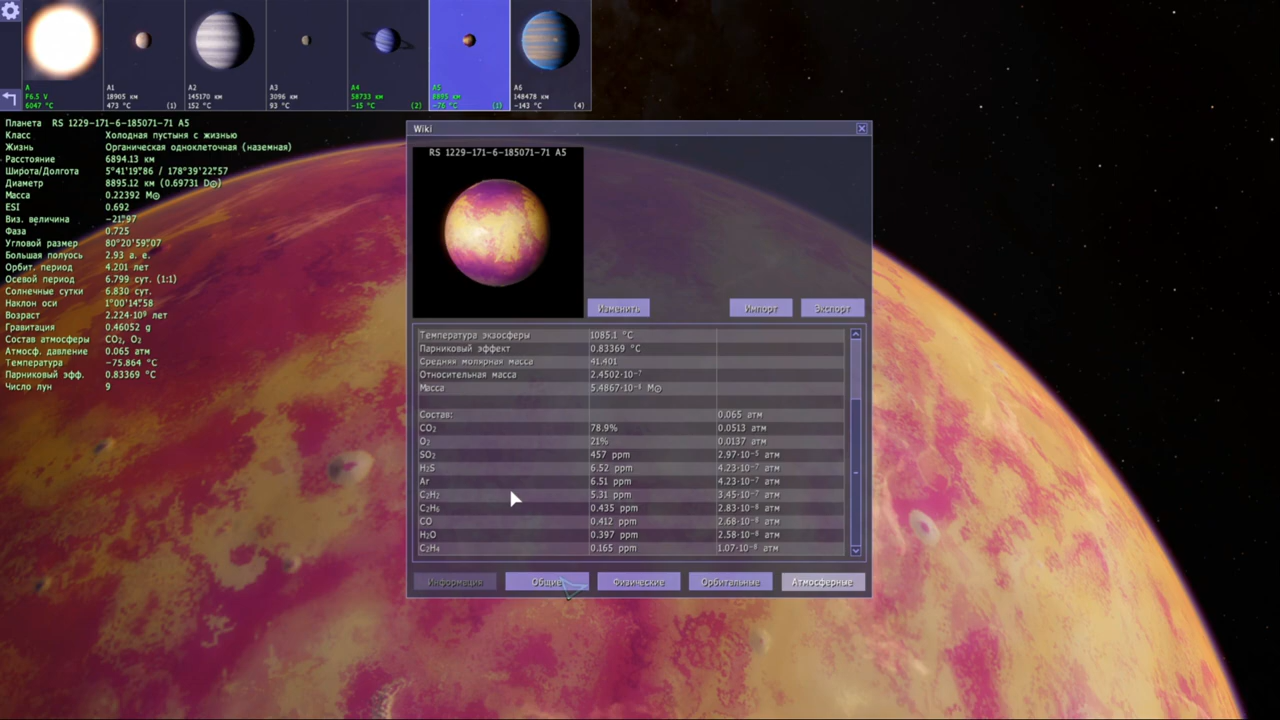 A A1 A2 A3 A4 A5 A6
F6.5 V 18905 км 145170 км 3096 км 58733 км 8895 км 148478 км
6047 °C 473 °C (1) 152 °C 93 °C -15 °C (2) -76 °C (1) -143 °C (4)
Планета RS 1229-171-6-185071-71 A5
Класс Холодная пустыня с жизнью
Жизнь Органическая одноклеточная (наземная)
Расстояние 6894.13 км
Широта/Долгота 5°41'19"86 / 178°39'22"57
Диаметр 8895.12 км (0.69731 D⊙)
Масса 0.22392 M⊙
ESI 0.692
Виз. величина -21.97
Фаза 0.725
Угловой размер 80°20'59"07
Большая полуось 2.93 а. е.
Орбит. период 4.201 лет
Осевой период 6.799 сут. (1:1)
Солнечные сутки 6.830 сут.
Наклон оси 1°00'14"58
Возраст 2.224·10⁹ лет
Гравитация 0.46052 g
Состав атмосферы CO₂, O₂
Атмосф. давление 0.065 атм
Температура -75.864 °C
Парниковый эфф. 0.83369 °C
Число лун 9
Wiki
RS 1229-171-6-185071-71 A5
Изменить Импорт Экспорт
Температура экзосферы 1085.1 °C
Парниковый эффект 0.83369 °C
Средняя молярная масса 41.401
Относительная масса 2.4502·10⁻⁷
Масса 5.4867·10⁻⁸ M⊙
Состав: 0.065 атм
CO₂ 78.9% 0.0513 атм
O₂ 21% 0.0137 атм
SO₂ 457 ppm 2.97·10⁻⁵ атм
H₂S 6.52 ppm 4.23·10⁻⁷ атм
Ar 6.51 ppm 4.23·10⁻⁷ атм
C₂H₂ 5.31 ppm 3.45·10⁻⁷ атм
C₂H₆ 0.435 ppm 2.83·10⁻⁸ атм
CO 0.412 ppm 2.68·10⁻⁸ атм
H₂O 0.397 ppm 2.58·10⁻⁸ атм
C₂H₄ 0.165 ppm 1.07·10⁻⁸ атм
Информация Общие Физические Орбитальные Атмосферные